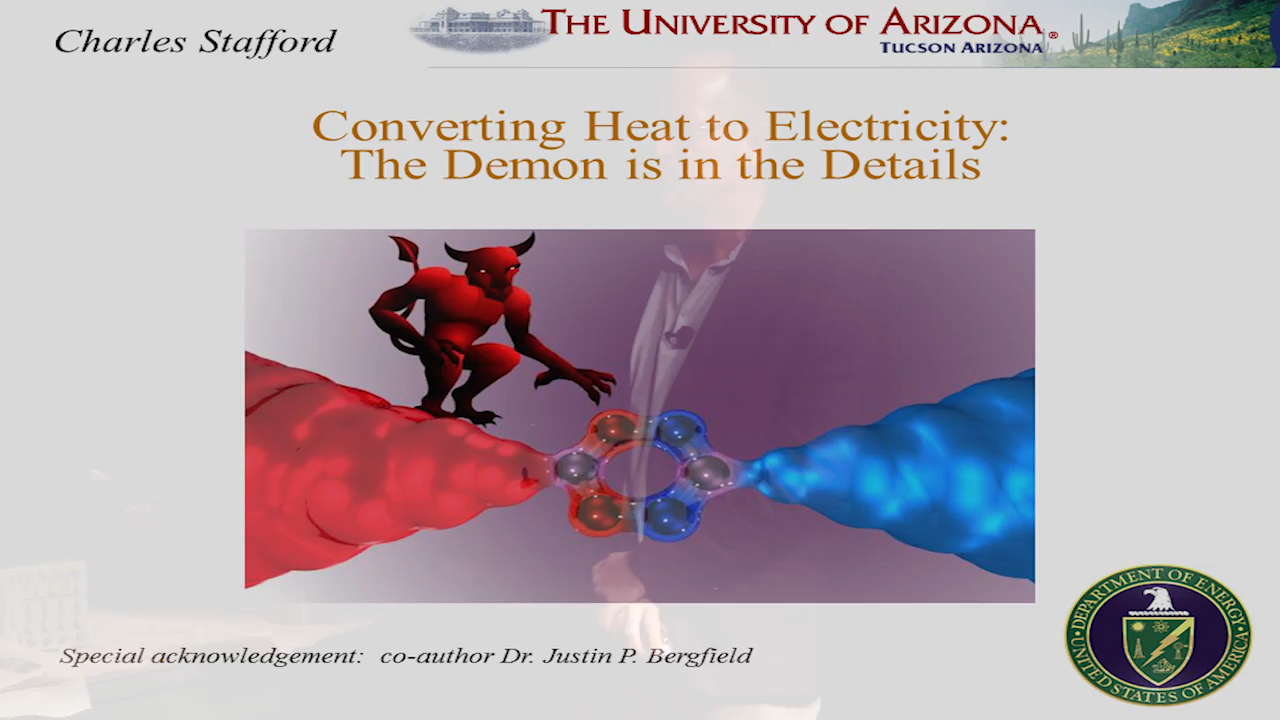 Charles Stafford
THE UNIVERSITY OF ARIZONA®
TUCSON ARIZONA
Converting Heat to Electricity:
The Demon is in the Details
Special acknowledgement: co-author Dr. Justin P. Bergfield
DEPARTMENT OF ENERGY
UNITED STATES OF AMERICA